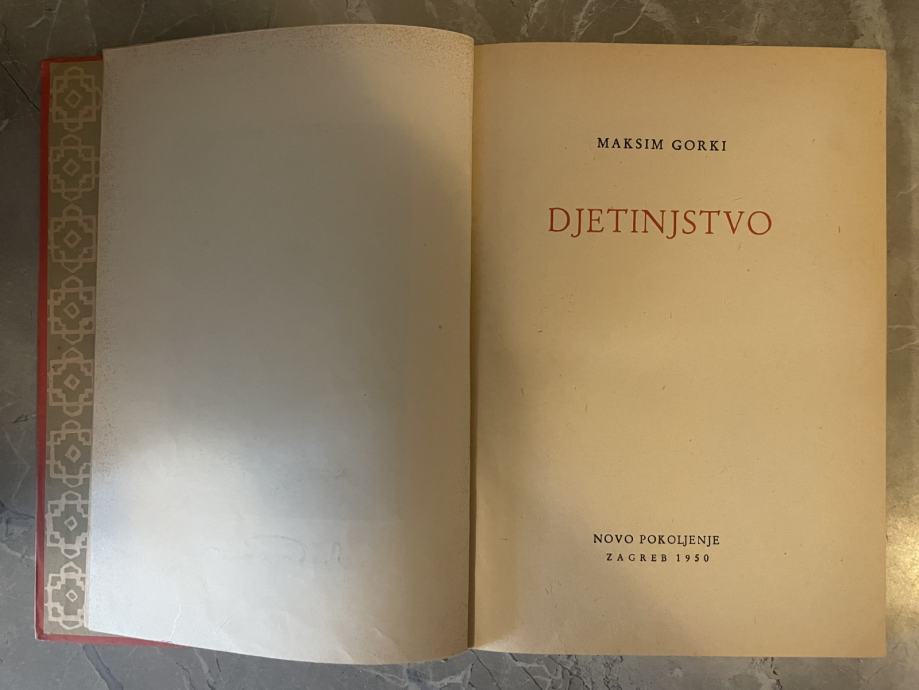 MAKSIM GORKI
DJETINJSTVO
NOVO POKOLJENJE
ZAGREB 1950